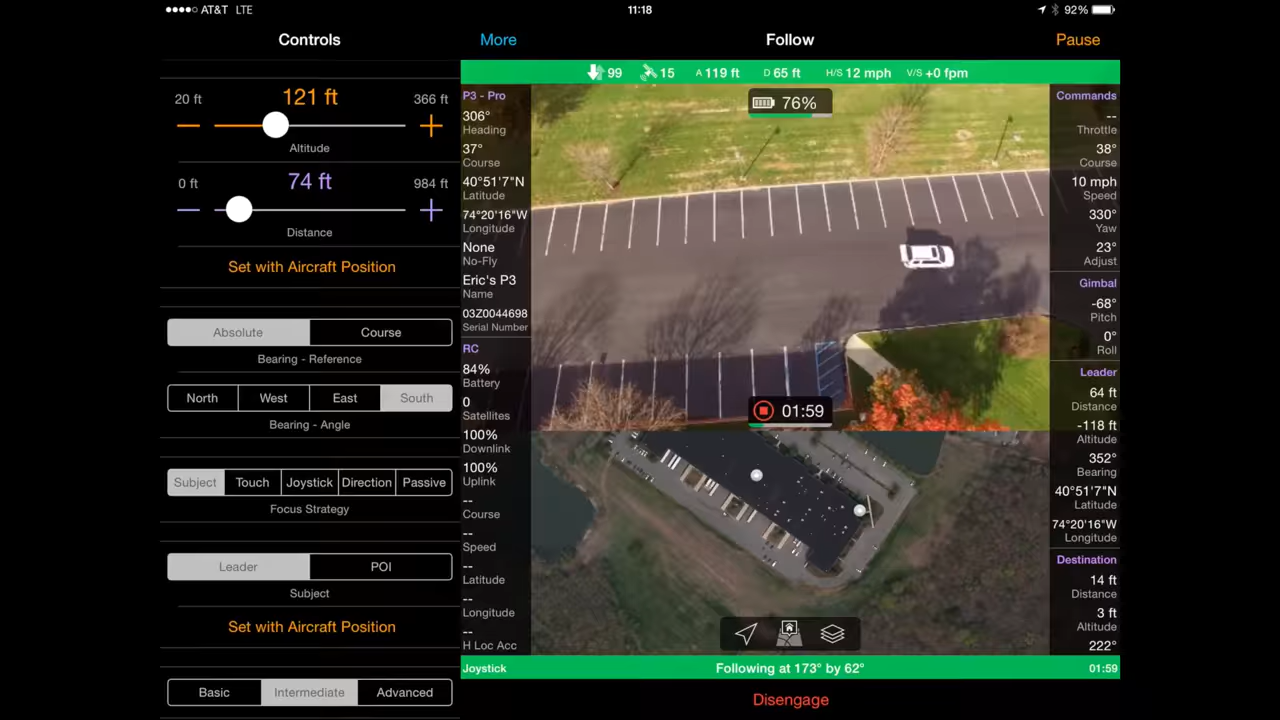 AT&T LTE
11:18
92%
Controls
More
Follow
Pause
99
15
A 119 ft
D 65 ft
H/S 12 mph
V/S +0 fpm
20 ft
121 ft
366 ft
Altitude
0 ft
74 ft
984 ft
Distance
Set with Aircraft Position
Absolute
Course
Bearing - Reference
North
West
East
South
Bearing - Angle
Subject
Touch
Joystick
Direction
Passive
Focus Strategy
Leader
POI
Subject
Set with Aircraft Position
Basic
Intermediate
Advanced
P3 - Pro
306°
Heading
37°
Course
40°51'7"N
Latitude
74°20'16"W
Longitude
None
No-Fly
Eric's P3
Name
03Z0044698
Serial Number
RC
84%
Battery
0
Satellites
100%
Downlink
100%
Uplink
--
Course
--
Speed
--
Latitude
--
Longitude
--
H Loc Acc
76%
01:59
Commands
--
Throttle
38°
Course
10 mph
Speed
330°
Yaw
23°
Adjust
Gimbal
-68°
Pitch
0°
Roll
Leader
64 ft
Distance
-118 ft
Altitude
352°
Bearing
40°51'7"N
Latitude
74°20'16"W
Longitude
Destination
14 ft
Distance
3 ft
Altitude
222°
Joystick
Following at 173° by 62°
01:59
Disengage